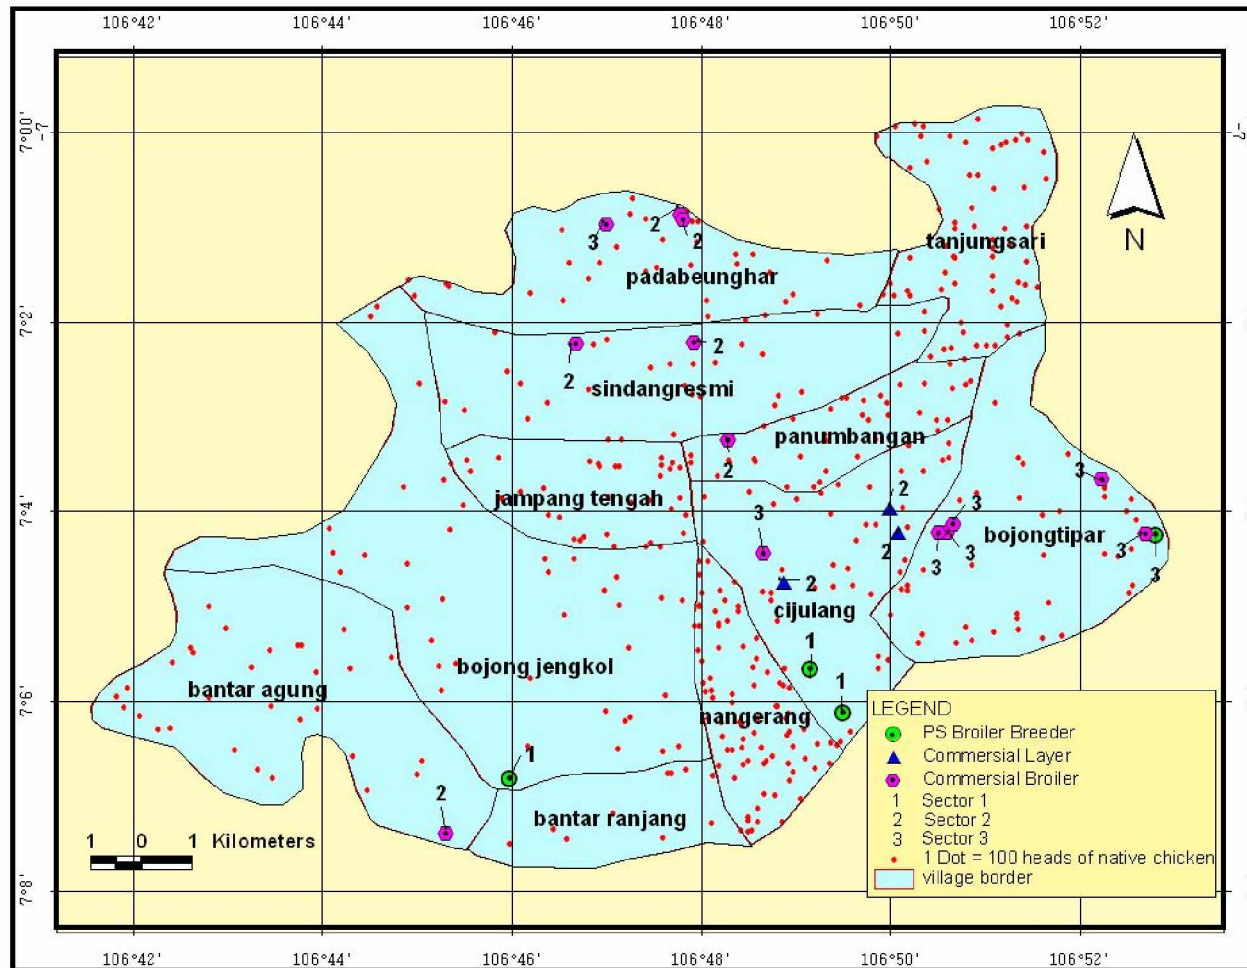 106°42' 106°44' 106°46' 106°48' 106°50' 106°52'
7°00' -7 -7
N
2
3 2
tanjungsari
padabeunghar
7°2'
2 2
sindangresmi
panumbangan
2
3
jampang tengah
2
7°4'
3 3
bojongtipar
2 3 3 3
2 3
cijulang
1
bojong jengkol
bantar agung
1
nangerang
7°6'
LEGEND
PS Broiler Breeder
Commersial Layer
Commersial Broiler
1 Sector 1
2 Sector 2
3 Sector 3
1 Dot = 100 heads of native chicken
village border
1
2
bantar ranjang
1 0 1 Kilometers
7°8'
106°42' 106°44' 106°46' 106°48' 106°50' 106°52'